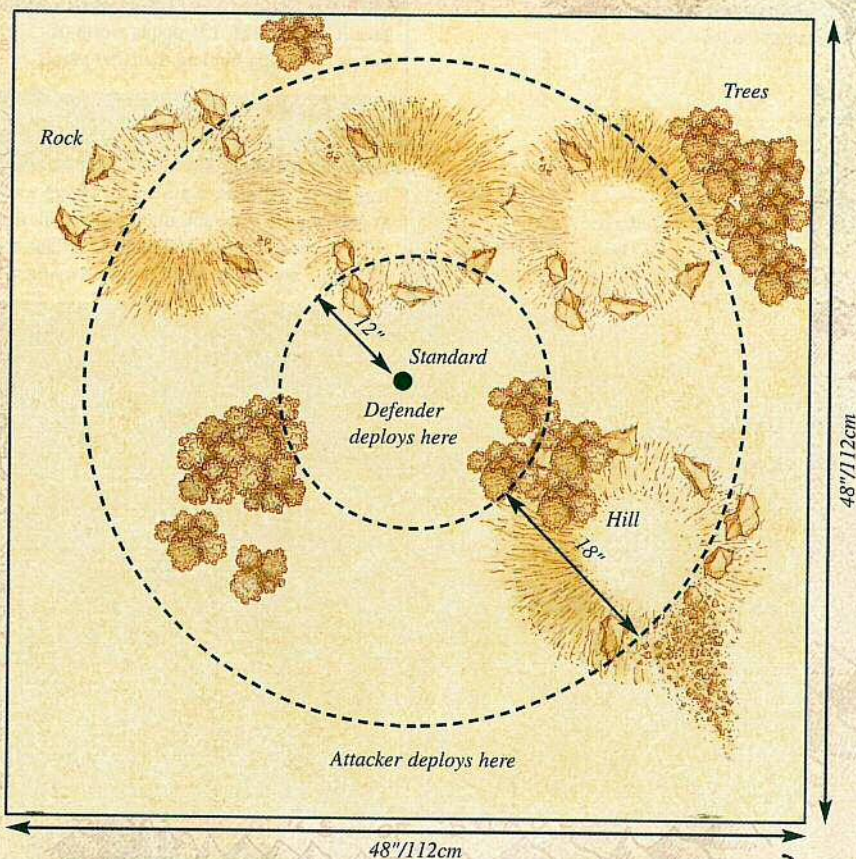 Trees
Rock
12"
Standard
Defender
deploys here
48"/112cm
Hill
18"
Attacker deploys here
48"/112cm